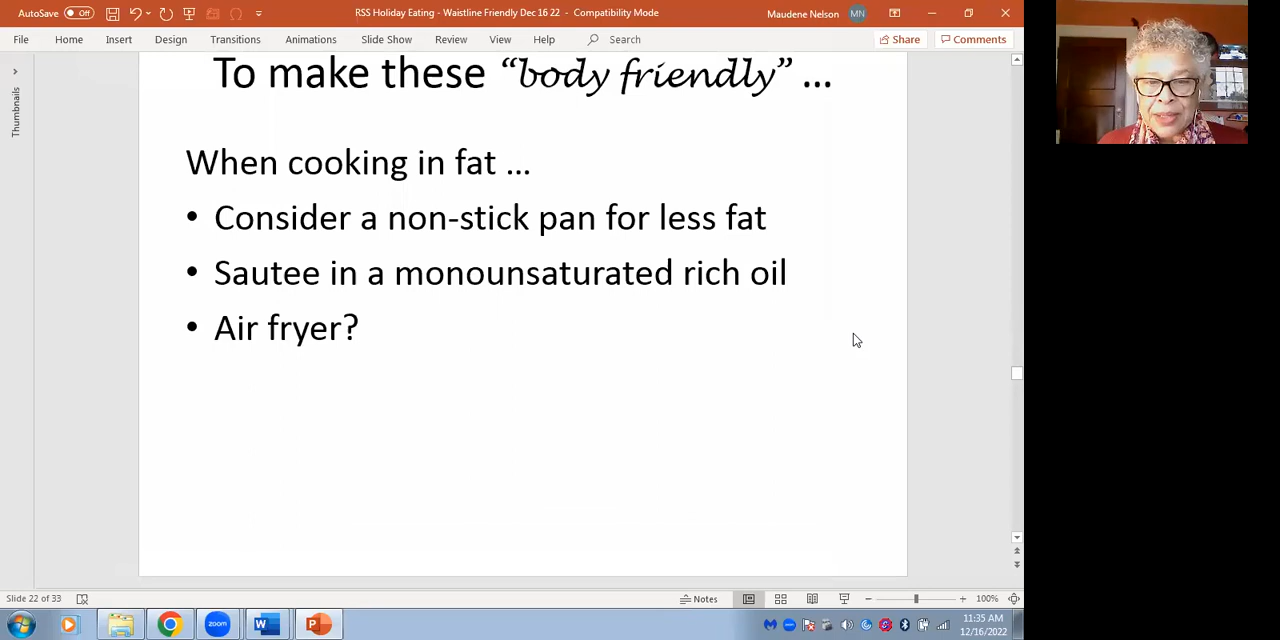 AutoSave Off RSS Holiday Eating - Waistline Friendly Dec 16 22 - Compatibility Mode Maudene Nelson MN
File Home Insert Design Transitions Animations Slide Show Review View Help Search Share Comments
Thumbnails
To make these “body friendly” ...
When cooking in fat ...
• Consider a non-stick pan for less fat
• Sautee in a monounsaturated rich oil
• Air fryer?
Slide 22 of 33 Notes 100%
zoom
11:35 AM
12/16/2022